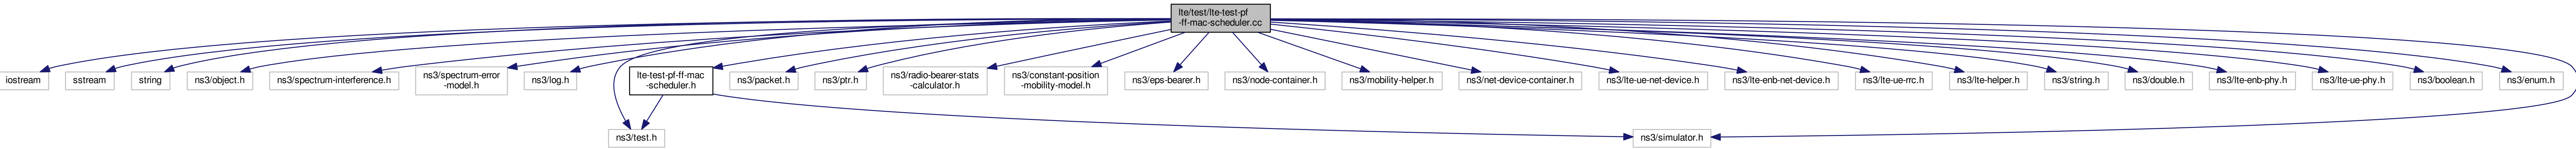 lte/test/lte-test-pf
-ff-mac-scheduler.cc
iostream
sstream
string
ns3/object.h
ns3/spectrum-interference.h
ns3/spectrum-error
-model.h
ns3/log.h
lte-test-pf-ff-mac
-scheduler.h
ns3/packet.h
ns3/ptr.h
ns3/radio-bearer-stats
-calculator.h
ns3/constant-position
-mobility-model.h
ns3/eps-bearer.h
ns3/node-container.h
ns3/mobility-helper.h
ns3/net-device-container.h
ns3/lte-ue-net-device.h
ns3/lte-enb-net-device.h
ns3/lte-ue-rrc.h
ns3/lte-helper.h
ns3/string.h
ns3/double.h
ns3/lte-enb-phy.h
ns3/lte-ue-phy.h
ns3/boolean.h
ns3/enum.h
ns3/test.h
ns3/simulator.h